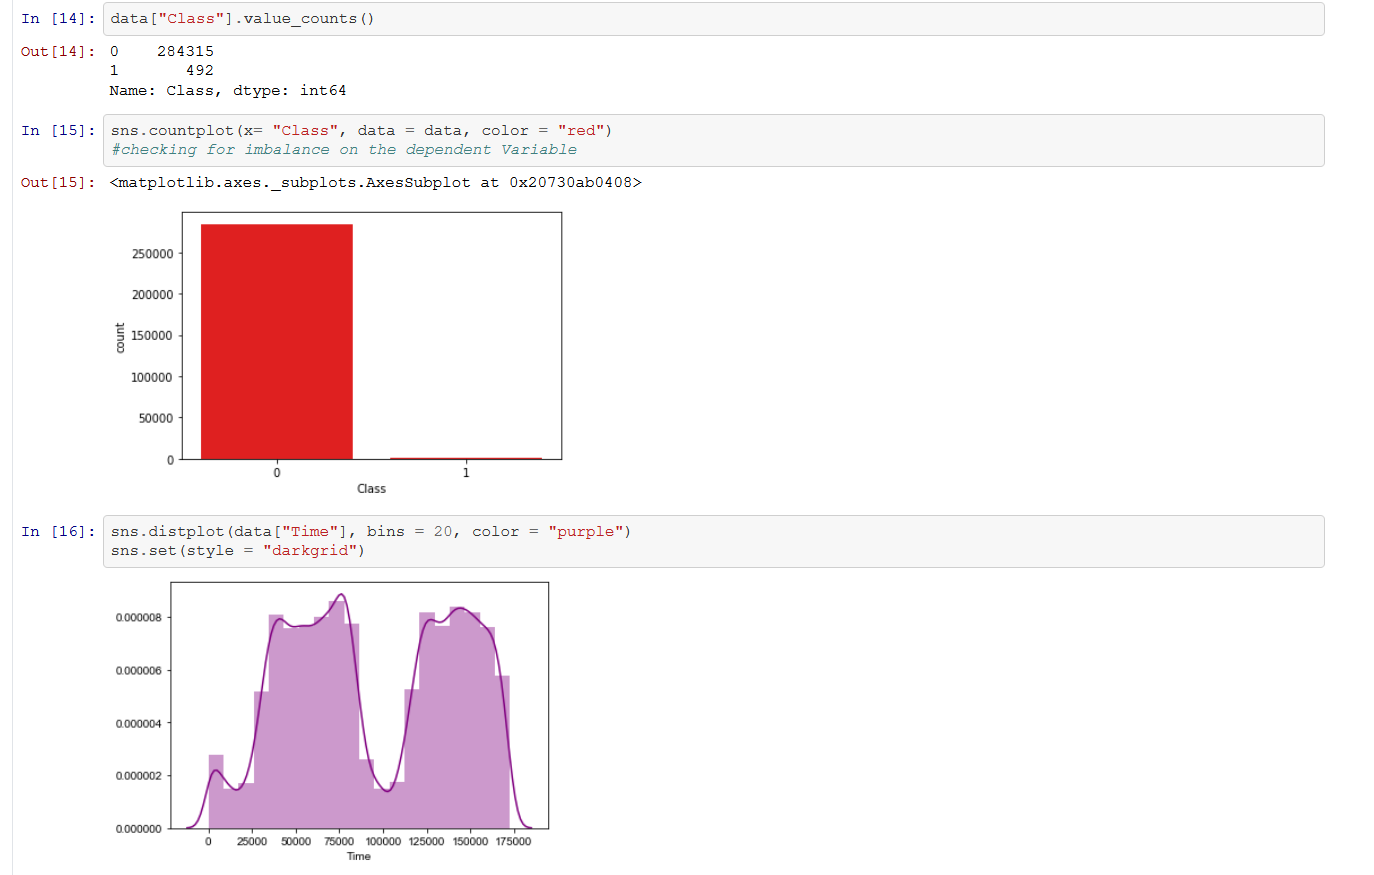 In [14]: data["Class"].value_counts()
Out[14]: 0    284315
1       492
Name: Class, dtype: int64
In [15]: sns.countplot(x= "Class", data = data, color = "red")
#checking for imbalance on the dependent Variable
Out[15]: <matplotlib.axes._subplots.AxesSubplot at 0x20730ab0408>
250000
200000
150000
100000
50000
0
count
0 1
Class
In [16]: sns.distplot(data["Time"], bins = 20, color = "purple")
sns.set(style = "darkgrid")
0.000008
0.000006
0.000004
0.000002
0.000000
0 25000 50000 75000 100000 125000 150000 175000
Time